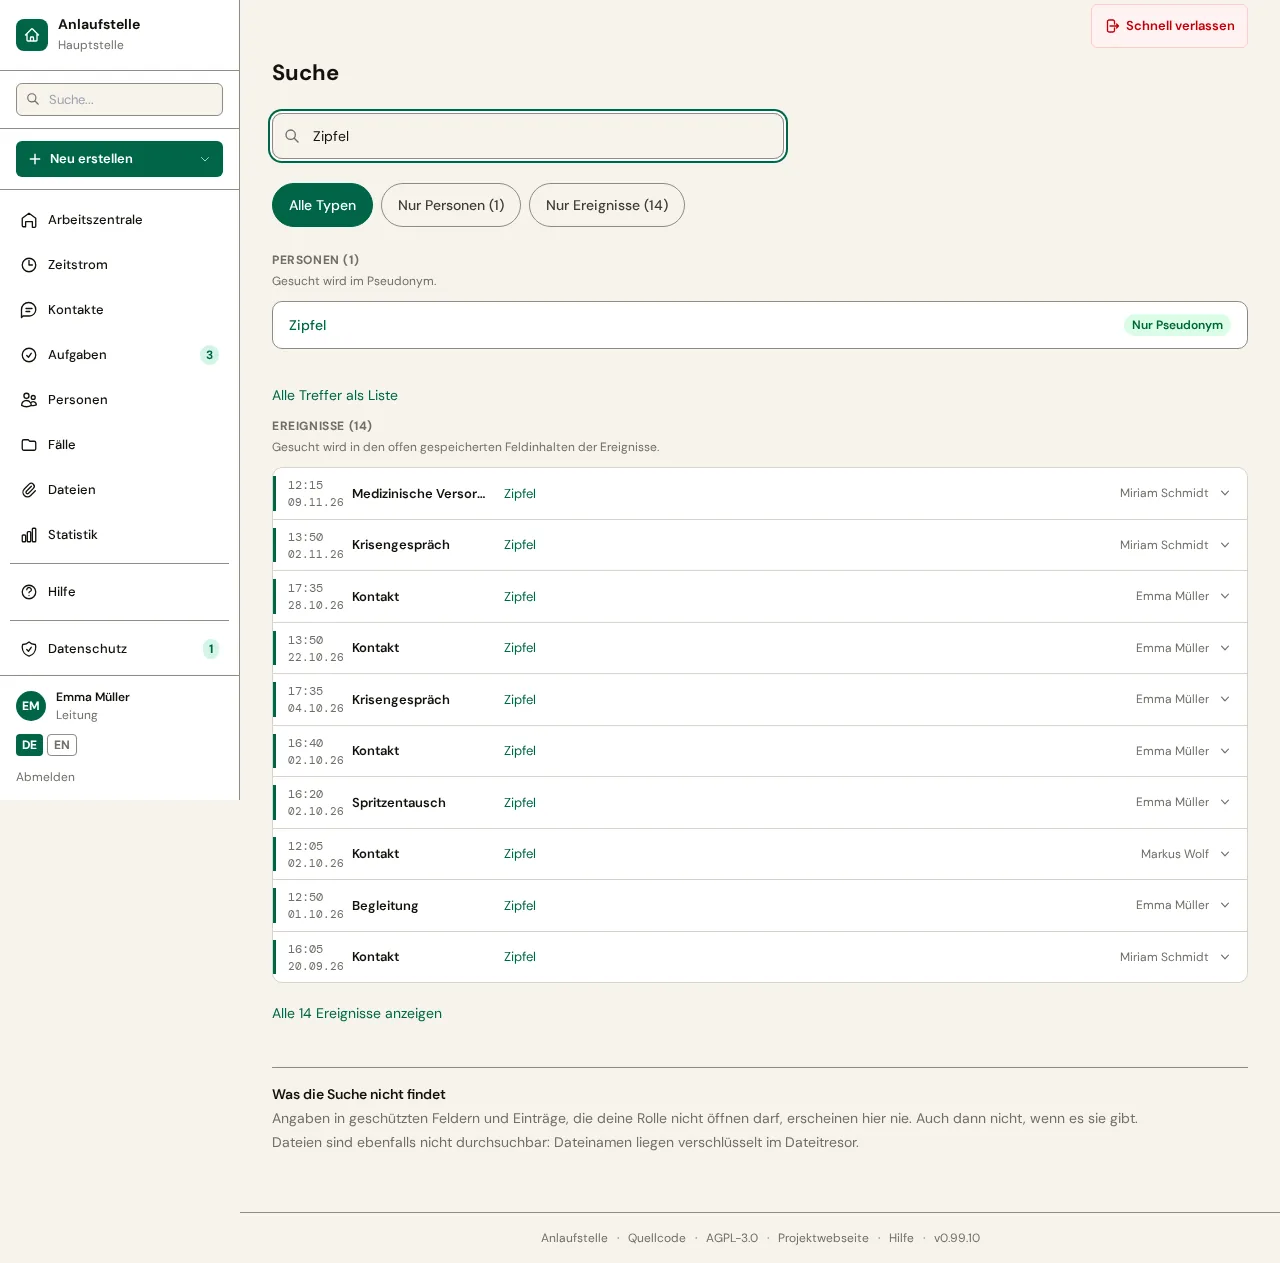 Anlaufstelle
Hauptstelle
Suche...
Neu erstellen
Arbeitszentrale
Zeitstrom
Kontakte
Aufgaben 3
Personen
Fälle
Dateien
Statistik
Hilfe
Datenschutz 1
EM Emma Müller
Leitung
DE EN
Abmelden
Schnell verlassen
Suche
Zipfel
Alle Typen Nur Personen (1) Nur Ereignisse (14)
PERSONEN (1)
Gesucht wird im Pseudonym.
Zipfel Nur Pseudonym
Alle Treffer als Liste
EREIGNISSE (14)
Gesucht wird in den offen gespeicherten Feldinhalten der Ereignisse.
12:15
09.11.26 Medizinische Versor... Zipfel Miriam Schmidt
13:50
02.11.26 Krisengespräch Zipfel Miriam Schmidt
17:35
28.10.26 Kontakt Zipfel Emma Müller
13:50
22.10.26 Kontakt Zipfel Emma Müller
17:35
04.10.26 Krisengespräch Zipfel Emma Müller
16:40
02.10.26 Kontakt Zipfel Emma Müller
16:20
02.10.26 Spritzentausch Zipfel Emma Müller
12:05
02.10.26 Kontakt Zipfel Markus Wolf
12:50
01.10.26 Begleitung Zipfel Emma Müller
16:05
20.09.26 Kontakt Zipfel Miriam Schmidt
Alle 14 Ereignisse anzeigen
Was die Suche nicht findet
Angaben in geschützten Feldern und Einträge, die deine Rolle nicht öffnen darf, erscheinen hier nie. Auch dann nicht, wenn es sie gibt.
Dateien sind ebenfalls nicht durchsuchbar: Dateinamen liegen verschlüsselt im Dateitresor.
Anlaufstelle · Quellcode · AGPL-3.0 · Projektwebseite · Hilfe · v0.99.10